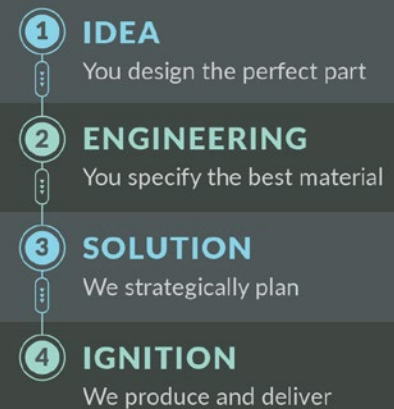 1 IDEA
You design the perfect part
2 ENGINEERING
You specify the best material
3 SOLUTION
We strategically plan
4 IGNITION
We produce and deliver